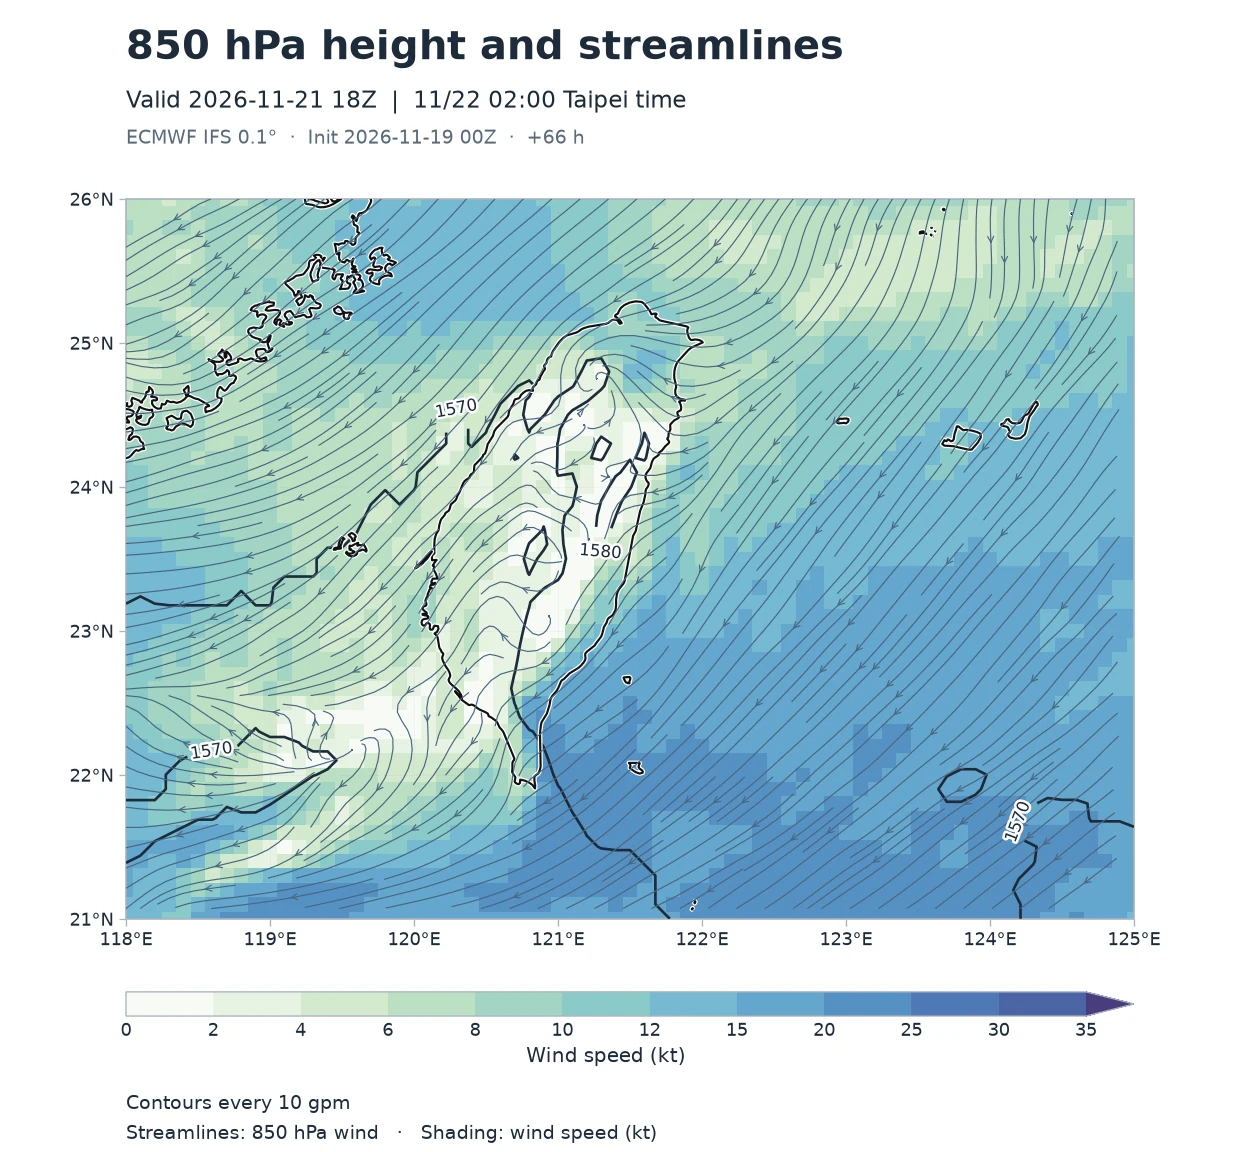 850 hPa height and streamlines
Valid 2026-11-21 18Z | 11/22 02:00 Taipei time
ECMWF IFS 0.1° · Init 2026-11-19 00Z · +66 h
26°N
25°N
1570
24°N
1580
23°N
1570
22°N
1570
21°N
118°E 119°E 120°E 121°E 122°E 123°E 124°E 125°E
0 2 4 6 8 10 12 15 20 25 30 35
Wind speed (kt)
Contours every 10 gpm
Streamlines: 850 hPa wind · Shading: wind speed (kt)